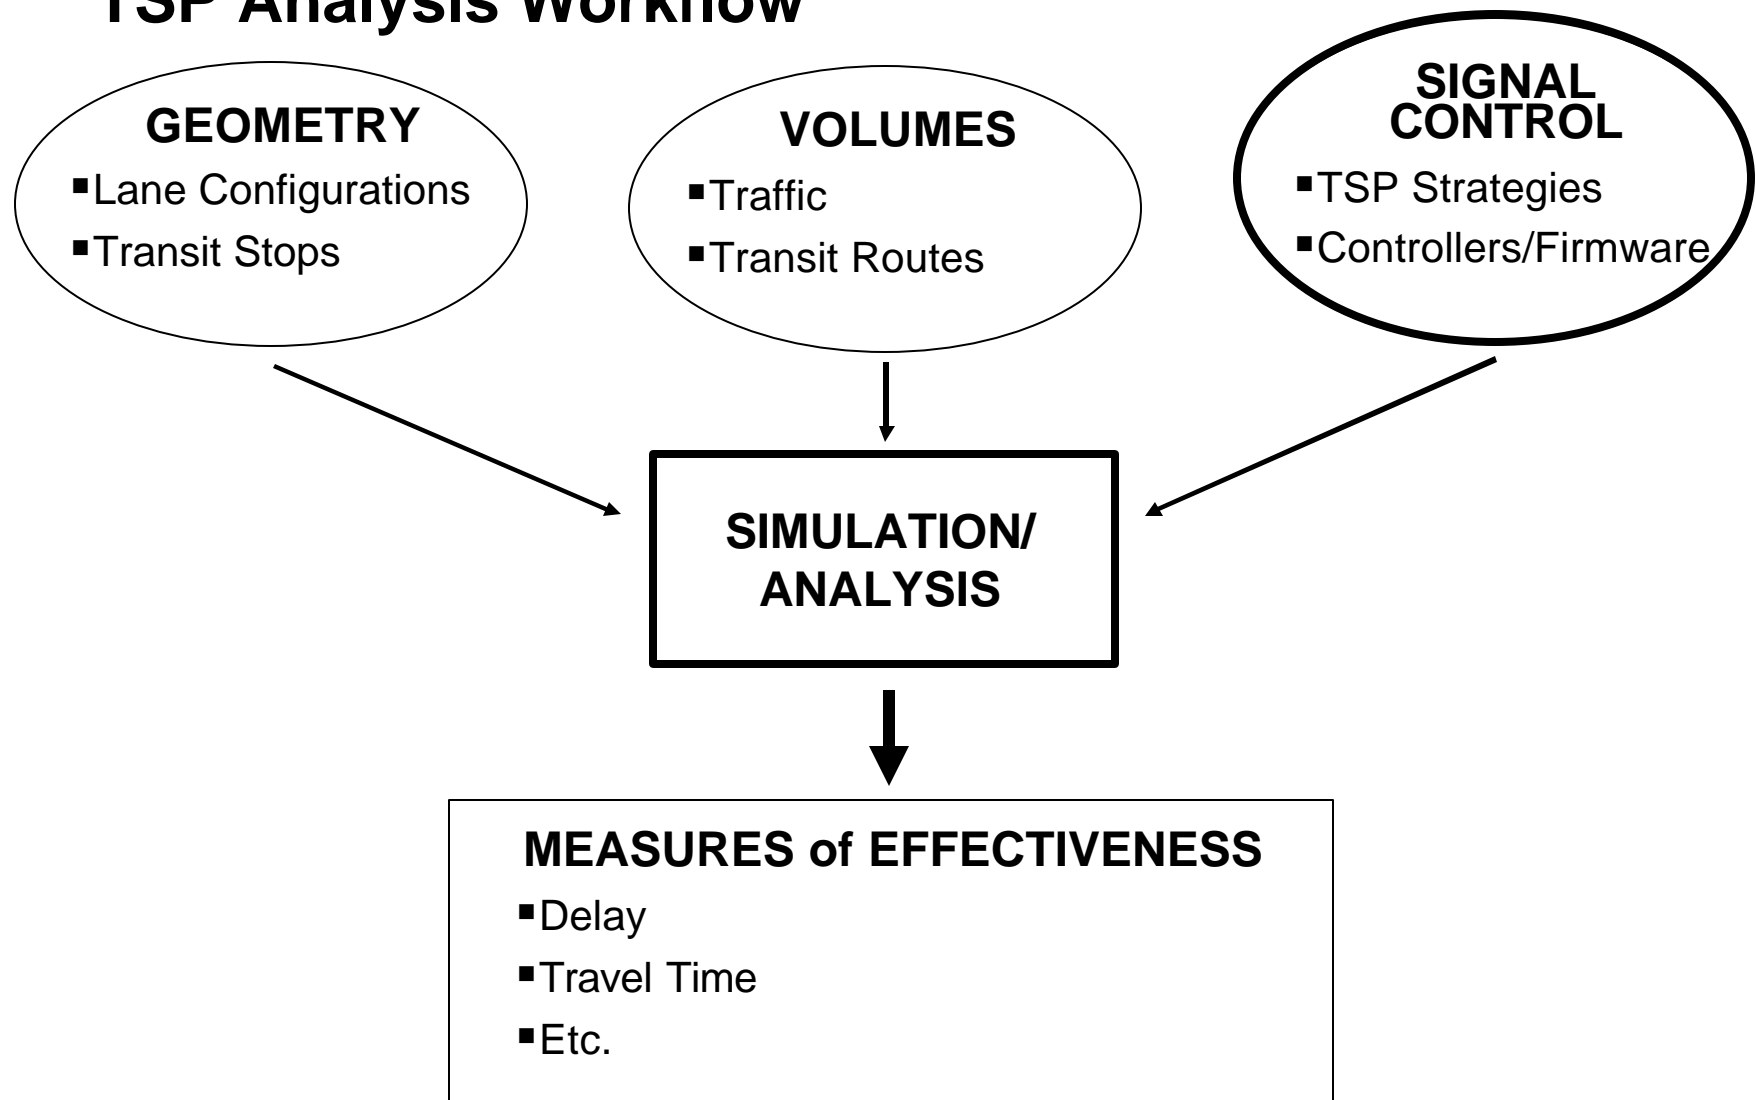 TSP Analysis Workflow
GEOMETRY
▪Lane Configurations
▪Transit Stops
VOLUMES
▪Traffic
▪Transit Routes
SIGNAL
CONTROL
▪TSP Strategies
▪Controllers/Firmware
SIMULATION/
ANALYSIS
MEASURES of EFFECTIVENESS
▪Delay
▪Travel Time
▪Etc.